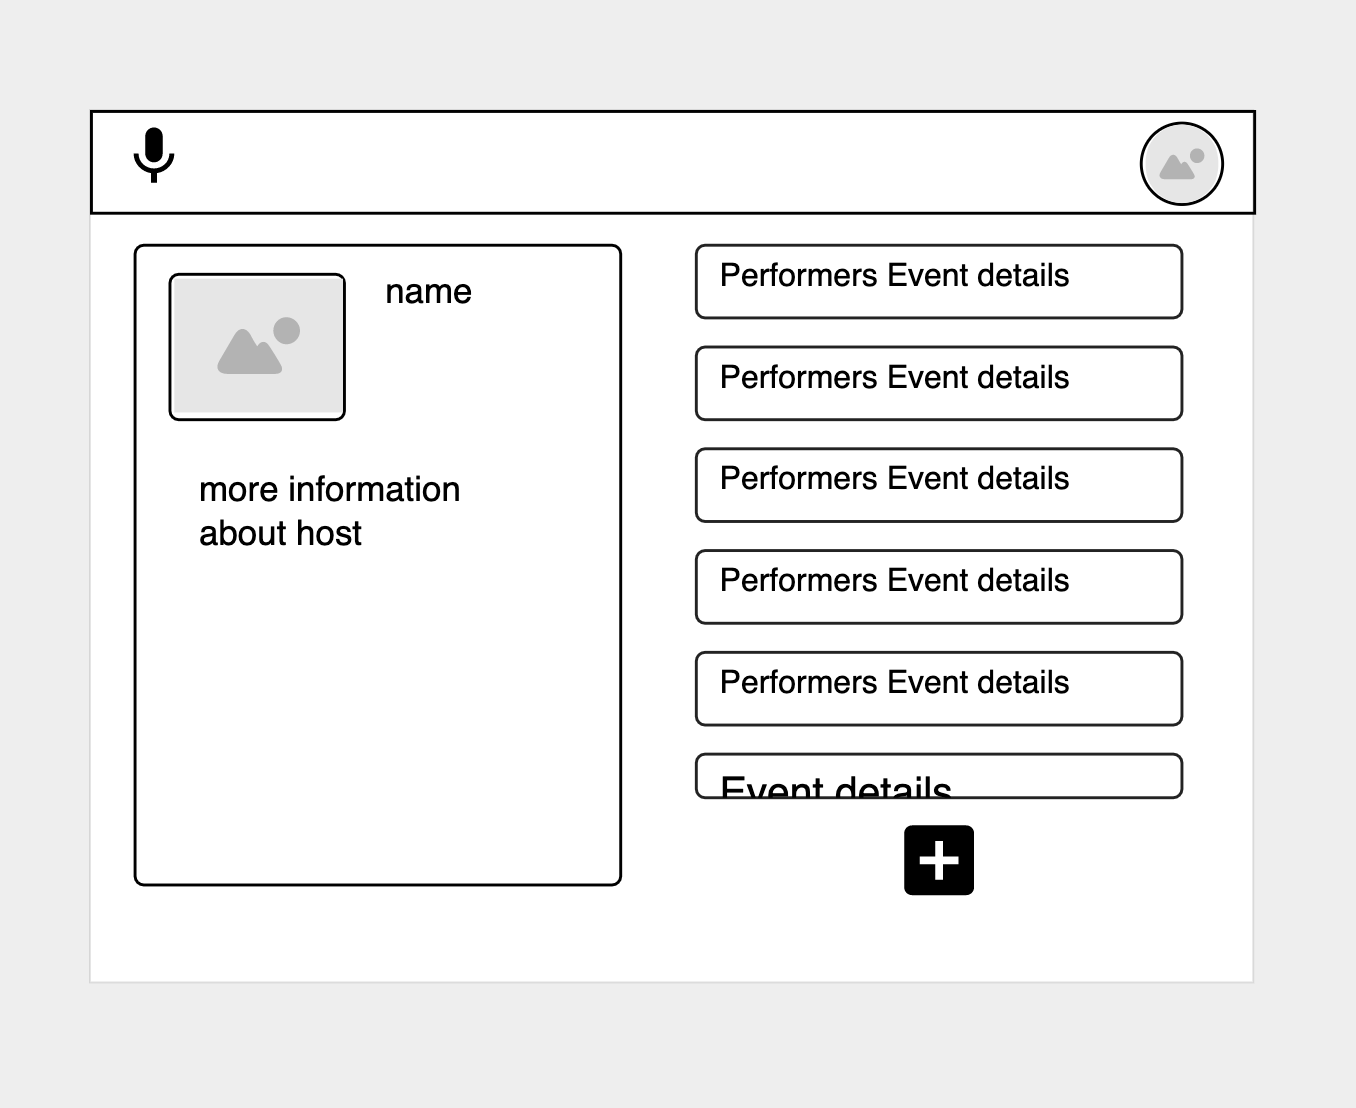 name
more information
about host
Performers Event details
Performers Event details
Performers Event details
Performers Event details
Performers Event details
Event details